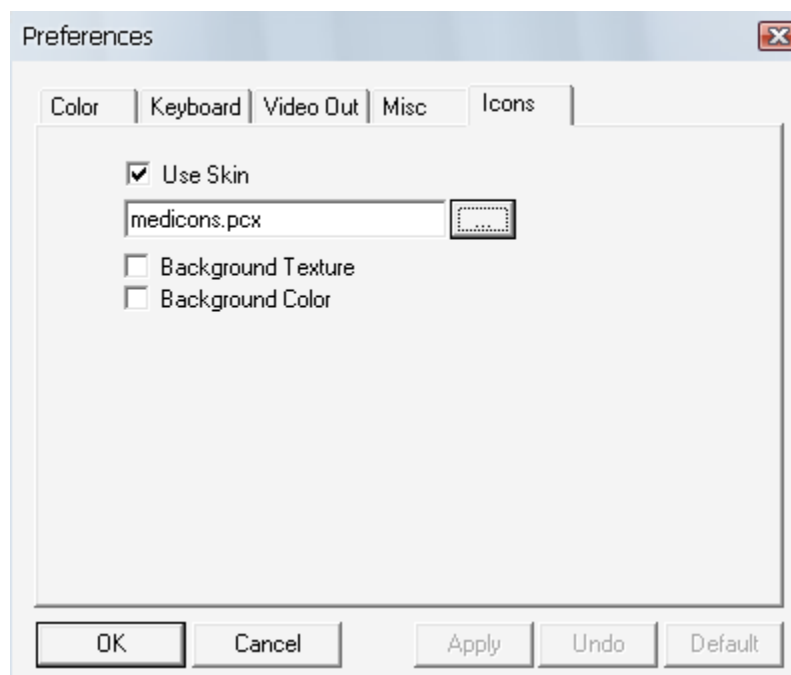 Preferences
Color Keyboard Video Out Misc Icons
Use Skin
medicons.pcx ...
Background Texture
Background Color
OK Cancel Apply Undo Default